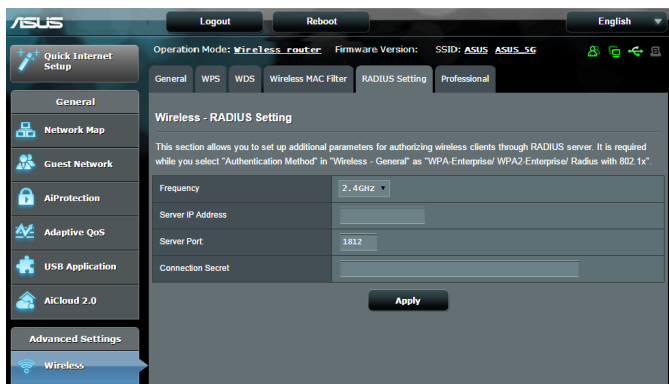 ASUS
Logout
Reboot
English
Quick Internet Setup
Operation Mode: Wireless router Firmware Version: SSID: ASUS ASUS_5G
General WPS WDS Wireless MAC Filter RADIUS Setting Professional
General
Network Map
Guest Network
AiProtection
Adaptive QoS
USB Application
AiCloud 2.0
Advanced Settings
Wireless
Wireless - RADIUS Setting
This section allows you to set up additional parameters for authorizing wireless clients through RADIUS server. It is required
while you select "Authentication Method" in "Wireless - General" as "WPA-Enterprise/ WPA2-Enterprise/ Radius with 802.1x".
Frequency 2.4GHz
Server IP Address
Server Port: 1812
Connection Secret
Apply